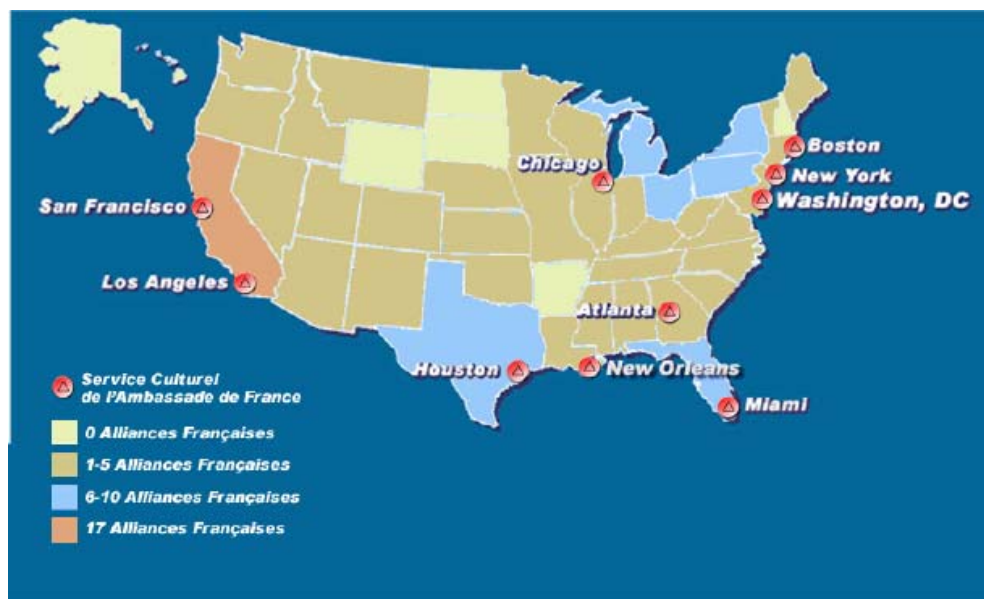 Boston
Chicago
New York
Washington, DC
San Francisco
Los Angeles
Atlanta
Houston
New Orleans
Miami
Service Culturel
de l'Ambassade de France
0 Alliances Françaises
1-5 Alliances Françaises
6-10 Alliances Françaises
17 Alliances Françaises